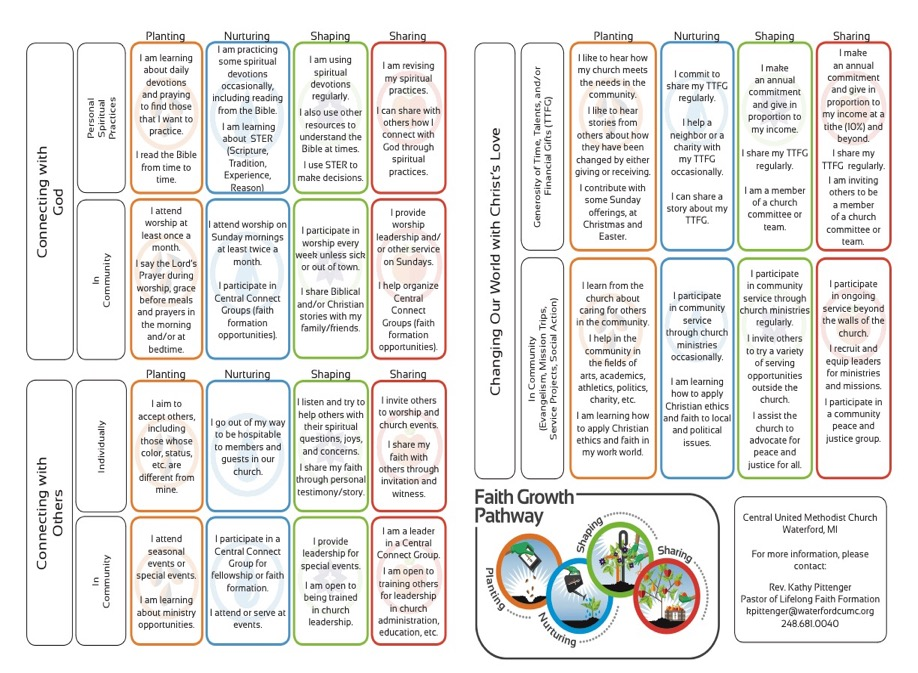 Planting
Nurturing
Shaping
Sharing
Connecting with
God
Personal
Spiritual
Practices
I am learning
about daily
devotions
and praying
to find those
that I want to
practice.
I read the Bible
from time to
time.
I am practicing
some spiritual
devotions
occasionally,
including reading
from the Bible.
I am learning
about STER
(Scripture,
Tradition,
Experience,
Reason)
I am using
spiritual
devotions
regularly.
I also use other
resources to
understand the
Bible at times.
I use STER to
make decisions.
I am revising
my spiritual
practices.
I can share with
others how I
connect with
God through
spiritual
practices.
In
Community
I attend
worship at
least once a
month.
I say the Lord's
Prayer during
worship, grace
before meals
and prayers in
the morning
and/or at
bedtime.
I attend worship on
Sunday mornings
at least twice a
month.
I participate in
Central Connect
Groups (faith
formation
opportunities).
I participate in
worship every
week unless sick
or out of town.
I share Biblical
and/or Christian
stories with my
family/friends.
I provide
worship
leadership and/
or other service
on Sundays.
I help organize
Central
Connect
Groups (faith
formation
opportunities).
Planting
Nurturing
Shaping
Sharing
Connecting with
Others
Individually
I aim to
accept others,
including
those whose
color, status,
etc. are
different from
mine.
I go out of my way
to be hospitable
to members and
guests in our
church.
I listen and try to
help others with
their spiritual
questions, joys,
and concerns.
I share my faith
through personal
testimony/story.
I invite others
to worship and
church events.
I share my
faith with
others through
invitation and
witness.
In
Community
I attend
seasonal
events or
special events.
I am learning
about ministry
opportunities.
I participate in a
Central Connect
Group for
fellowship or faith
formation.
I attend or serve at
events.
I provide
leadership for
special events.
I am open to
being trained
in church
leadership.
I am a leader
in a Central
Connect Group.
I am open to
training others
for leadership
in church
administration,
education, etc.
Planting
Nurturing
Shaping
Sharing
Changing Our World with Christ's Love
Generosity of Time, Talents, and/or
Financial Gifts (TTFG)
I like to hear how
my church meets
the needs in the
community.
I like to hear
stories from
others about how
they have been
changed by either
giving or receiving.
I contribute with
some Sunday
offerings, at
Christmas and
Easter.
I commit to
share my TTFG
regularly.
I help a
neighbor or a
charity with
my TTFG
occasionally.
I can share a
story about my
TTFG.
I make
an annual
commitment
and give in
proportion to
my income.
I share my TTFG
regularly.
I am a member
of a church
committee or
team.
I make
an annual
commitment
and give in
proportion to
my income at a
tithe (10%) and
beyond.
I share my
TTFG regularly.
I am inviting
others to be
a member
of a church
committee or
team.
In Community
(Evangelism, Mission Trips,
Service Projects, Social Action)
I learn from the
church about
caring for others
in the community.
I help in the
community in
the fields of
arts, academics,
athletics, politics,
charity, etc.
I am learning how
to apply Christian
ethics and faith in
my work world.
I participate
in community
service
through church
ministries
occasionally.
I am learning
how to apply
Christian ethics
and faith to local
and political
issues.
I participate
in community
service through
church ministries
regularly.
I invite others
to try a variety
of serving
opportunities
outside the
church.
I assist the
church to
advocate for
peace and
justice for all.
I participate
in ongoing
service beyond
the walls of the
church.
I recruit and
equip leaders
for ministries
and missions.
I participate in
a community
peace and
justice group.
Faith Growth
Pathway
Planting
Nurturing
Shaping
Sharing
Central United Methodist Church
Waterford, MI
For more information, please
contact:
Rev. Kathy Pittenger
Pastor of Lifelong Faith Formation
kpittenger@waterfordcumc.org
248.681.0040